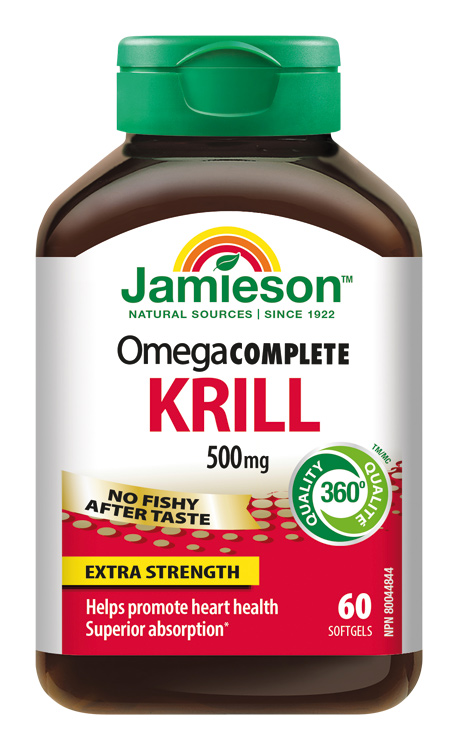 Jamieson™
NATURAL SOURCES | SINCE 1922
OmegaCOMPLETE
KRILL
500mg
NO FISHY
AFTER TASTE
QUALITY
360°
QUALITÉ
TM/MC
EXTRA STRENGTH
Helps promote heart health
Superior absorption*
60
SOFTGELS
NPN 80044844